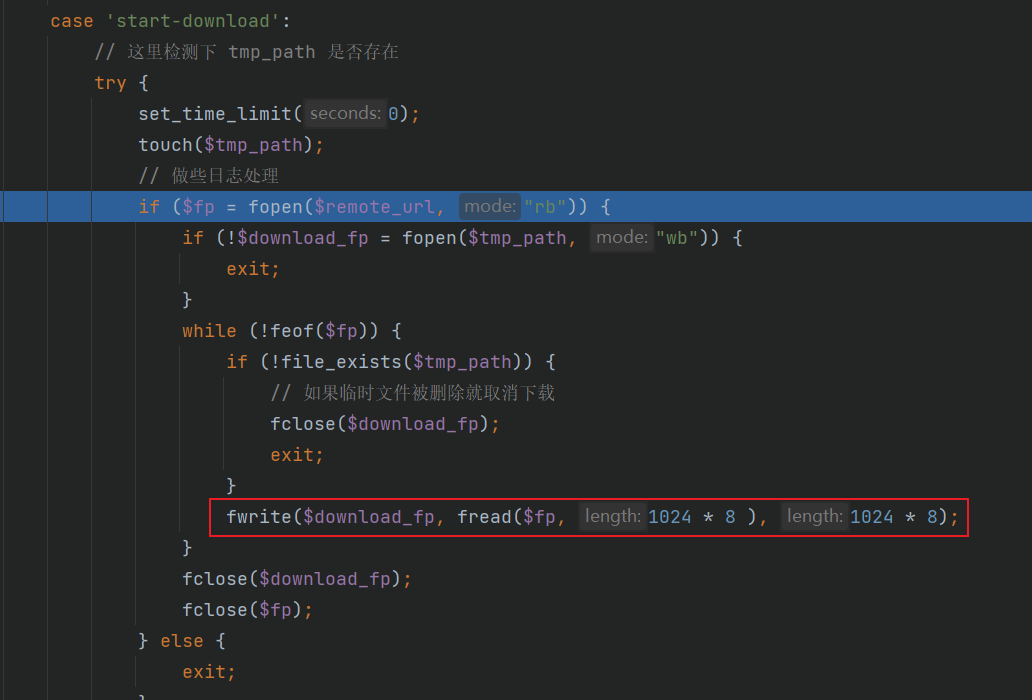 case 'start-download':
// 这里检测下 tmp_path 是否存在
try {
set_time_limit( seconds: 0);
touch($tmp_path);
// 做些日志处理
if ($fp = fopen($remote_url, mode: "rb")) {
if (!$download_fp = fopen($tmp_path, mode: "wb")) {
exit;
}
while (!feof($fp)) {
if (!file_exists($tmp_path)) {
// 如果临时文件被删除就取消下载
fclose($download_fp);
exit;
}
fwrite($download_fp, fread($fp, length: 1024 * 8 ), length: 1024 * 8);
}
fclose($download_fp);
fclose($fp);
} else {
exit;
}